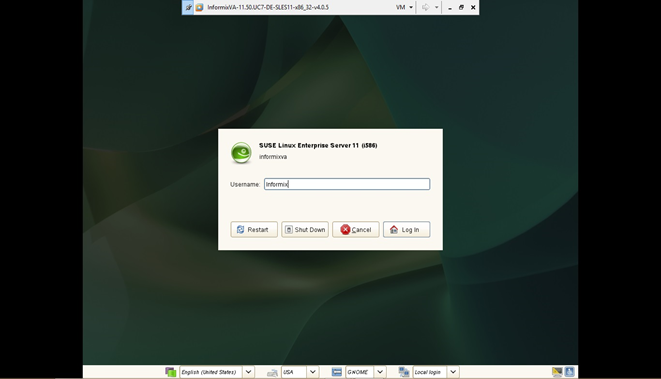 InformixVA-11.50.UC7-DE-SLES11-x86_32-v4.0.5
VM
SUSE Linux Enterprise Server 11 (i586)
informixva
Username: Informix
Restart Shut Down Cancel Log In
English (United States) USA GNOME Local login